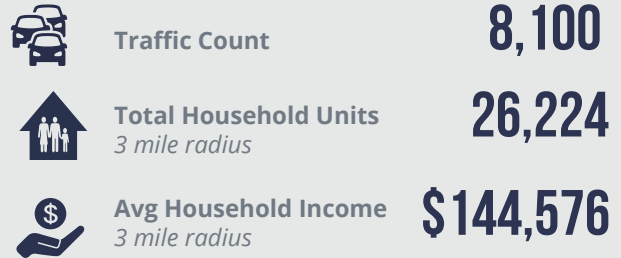 Traffic Count 8,100
Total Household Units 26,224
3 mile radius
$
Avg Household Income $144,576
3 mile radius